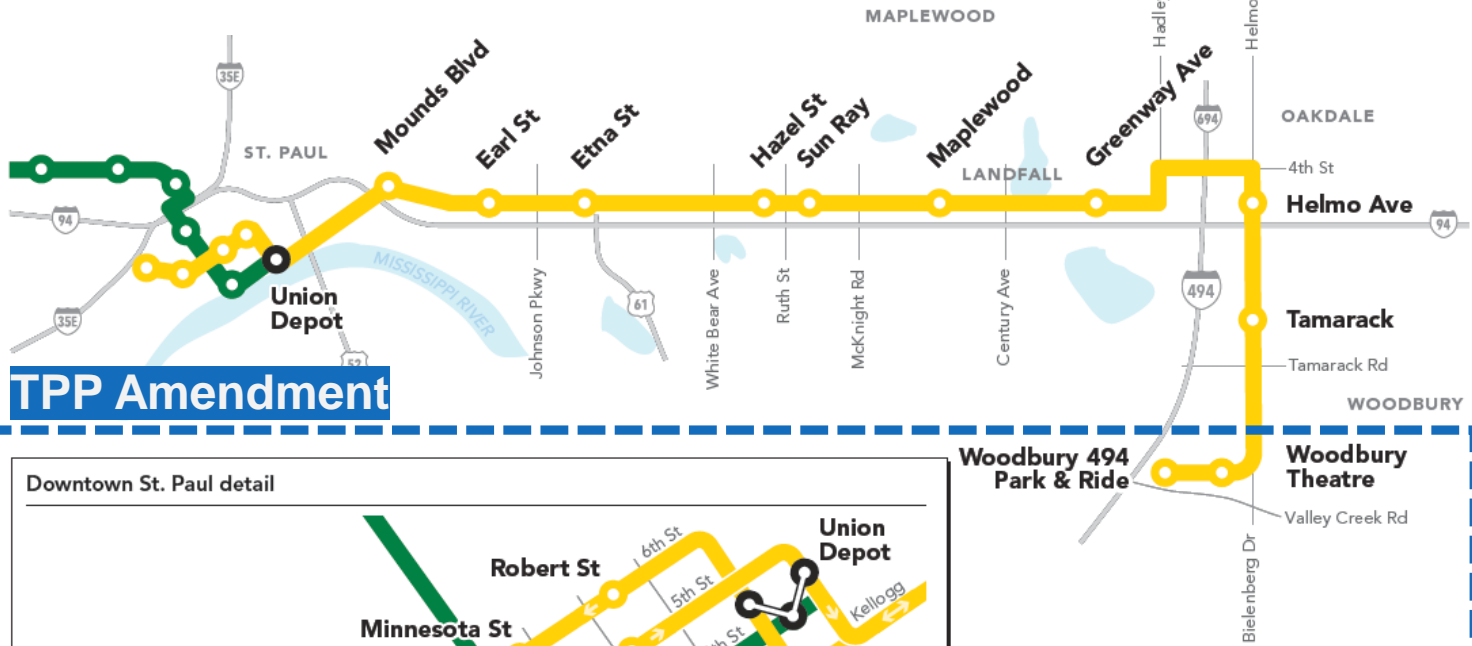 MAPLEWOOD
Mounds Blvd
Earl St
Etna St
Hazel St
Sun Ray
Maplewood
Greenway Ave
35E
ST. PAUL
694
OAKDALE
LANDFALL
4th St
94
Helmo Ave
94
MISSISSIPPI RIVER
Union
Depot
35E
61
494
Johnson Pkwy
White Bear Ave
Ruth St
McKnight Rd
Century Ave
Tamarack
Tamarack Rd
TPP Amendment
WOODBURY
Woodbury 494
Park & Ride
Woodbury
Theatre
Valley Creek Rd
Bielenberg Dr
Downtown St. Paul detail
Union
Depot
Robert St
6th St
5th St
Kellogg
Minnesota St